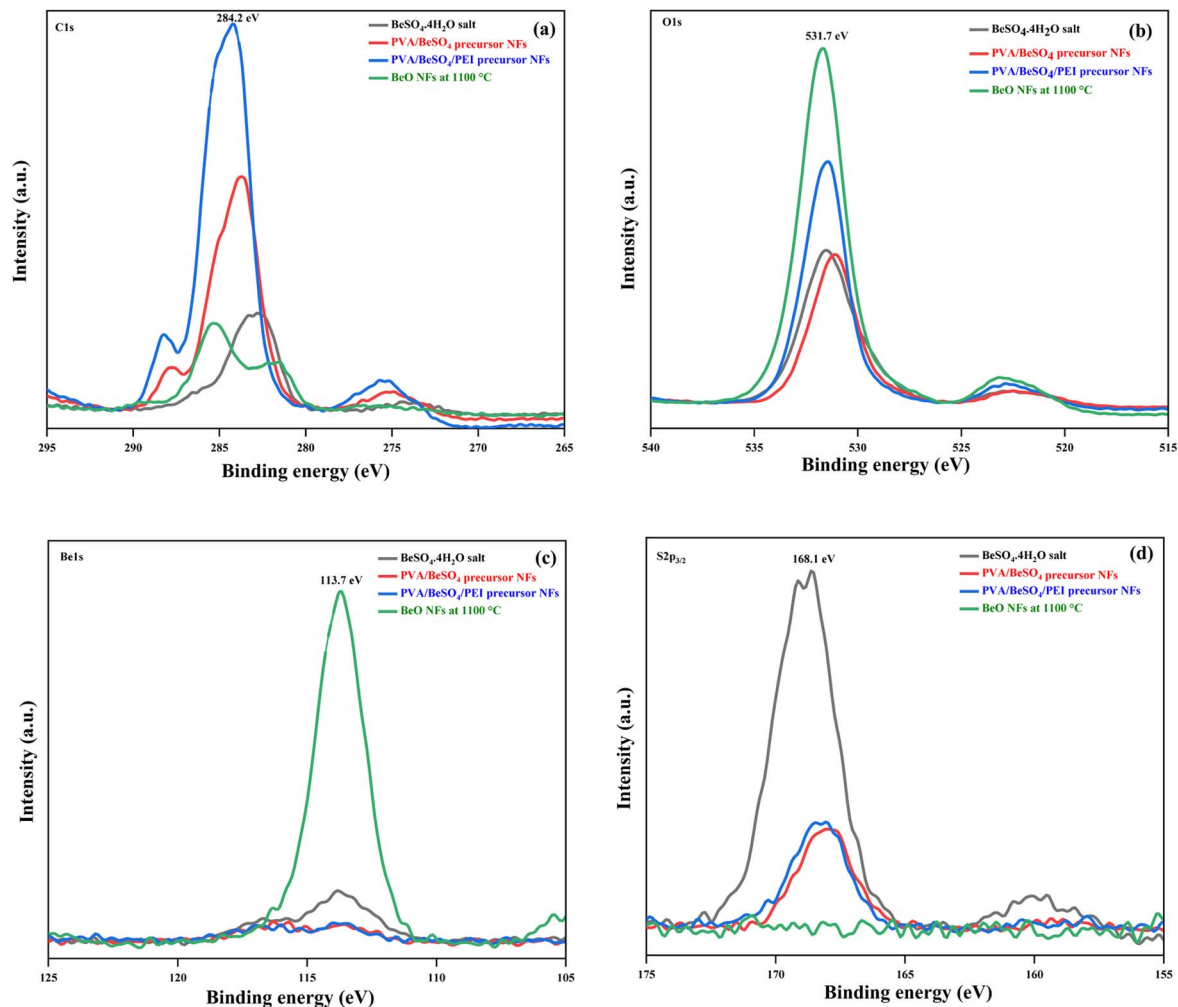 C1s
284.2 eV
(a)
BeSO₄.4H₂O salt
PVA/BeSO₄ precursor NFs
PVA/BeSO₄/PEI precursor NFs
BeO NFs at 1100 °C
Intensity (a.u.)
295 290 285 280 275 270 265
Binding energy (eV)
O1s
531.7 eV
(b)
BeSO₄.4H₂O salt
PVA/BeSO₄ precursor NFs
PVA/BeSO₄/PEI precursor NFs
BeO NFs at 1100 °C
Intensity (a.u.)
540 535 530 525 520 515
Binding energy (eV)
Be1s
113.7 eV
(c)
BeSO₄.4H₂O salt
PVA/BeSO₄ precursor NFs
PVA/BeSO₄/PEI precursor NFs
BeO NFs at 1100 °C
Intensity (a.u.)
125 120 115 110 105
Binding energy (eV)
S2p₃/₂
168.1 eV
(d)
BeSO₄.4H₂O salt
PVA/BeSO₄ precursor NFs
PVA/BeSO₄/PEI precursor NFs
BeO NFs at 1100 °C
Intensity (a.u.)
175 170 165 160 155
Binding energy (eV)